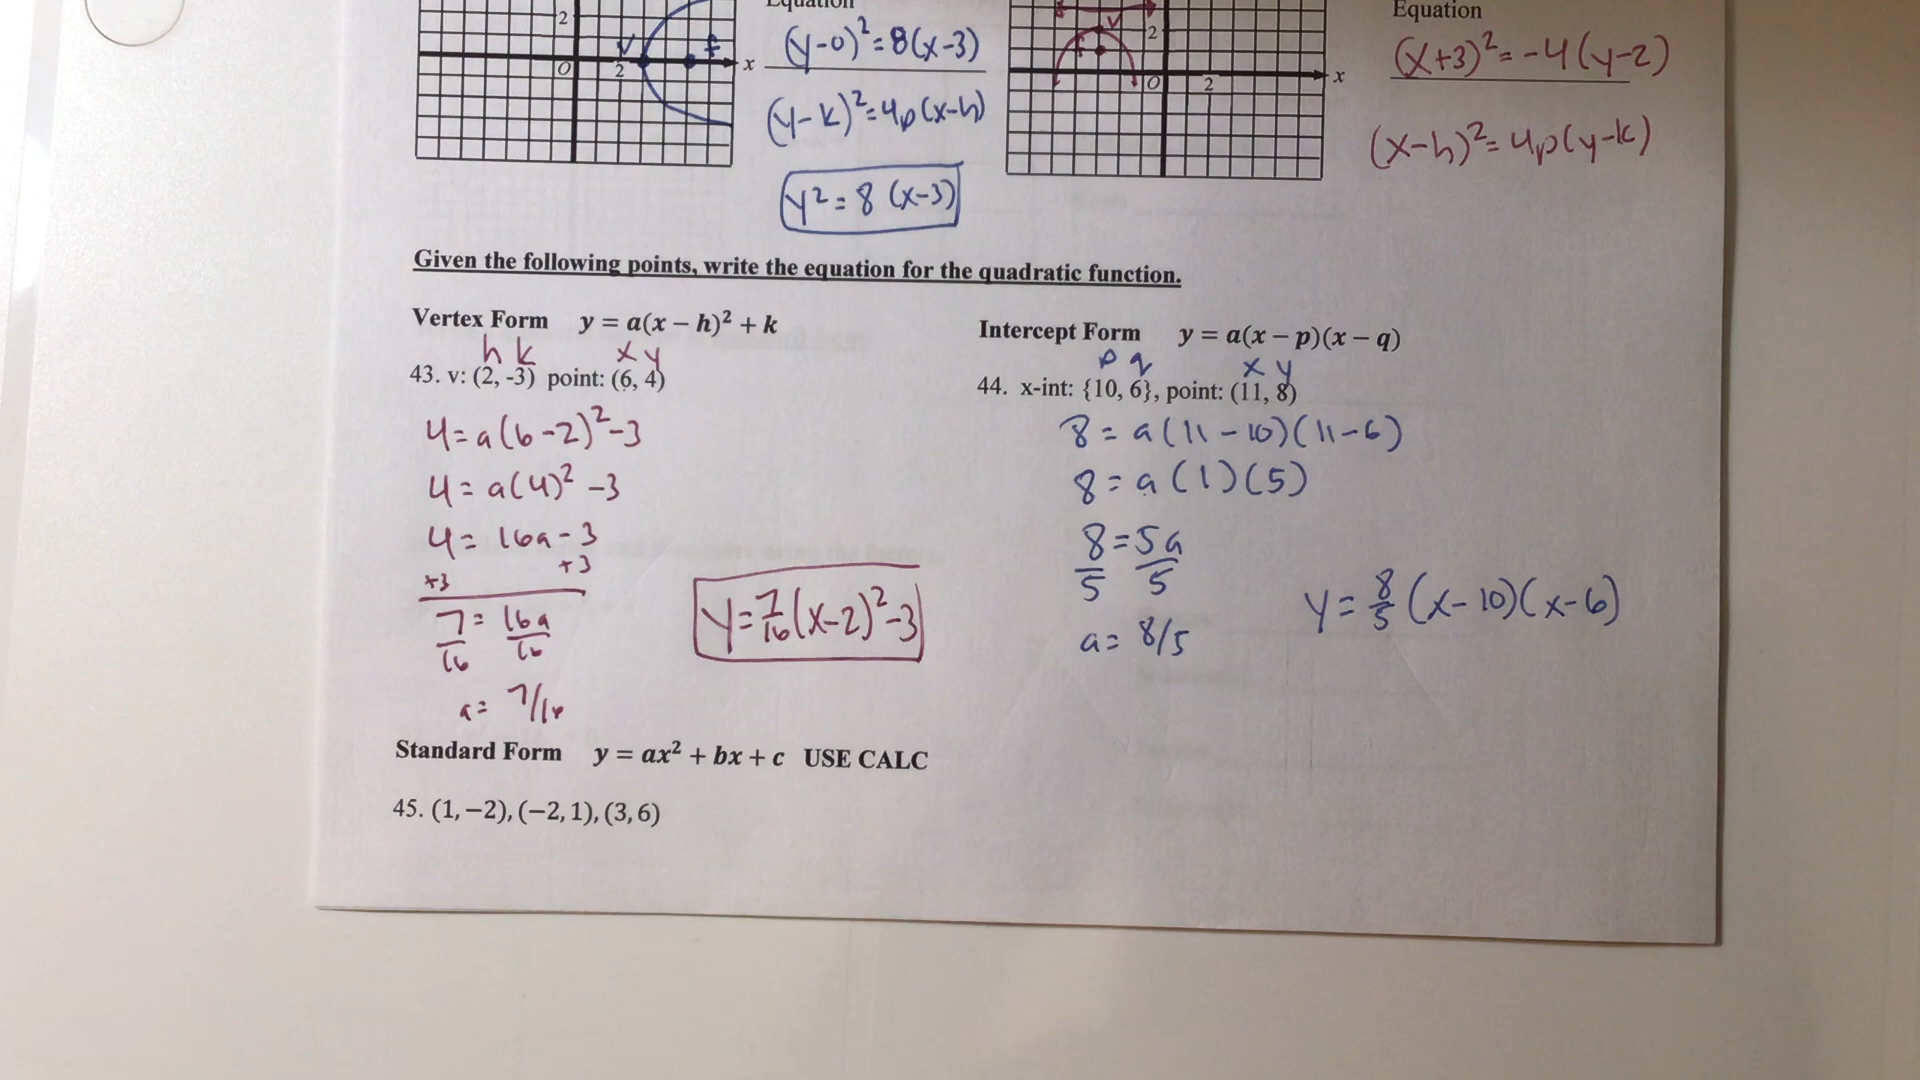 Equation
(y-0)²=8(x-3)
(y-k)²=4p(x-h)
y²=8(x-3)
2
V
f
O
2
x
Equation
(x+3)²=-4(y-2)
(x-h)²=4p(y-k)
V
2
f
O
2
x
Given the following points, write the equation for the quadratic function.
Vertex Form y = a(x − h)² + k
h k x y
43. v: (2, -3) point: (6, 4)
4=a(6-2)²-3
4=a(4)²-3
4=16a-3
+3 +3
7=16a
16 16
a=7/16
y=7/16(x-2)²-3
Intercept Form y = a(x − p)(x − q)
p q x y
44. x-int: {10, 6}, point: (11, 8)
8=a(11-10)(11-6)
8=a(1)(5)
8=5a
5 5
a=8/5
y=8/5(x-10)(x-6)
Standard Form y = ax² + bx + c USE CALC
45. (1, −2), (−2, 1), (3, 6)